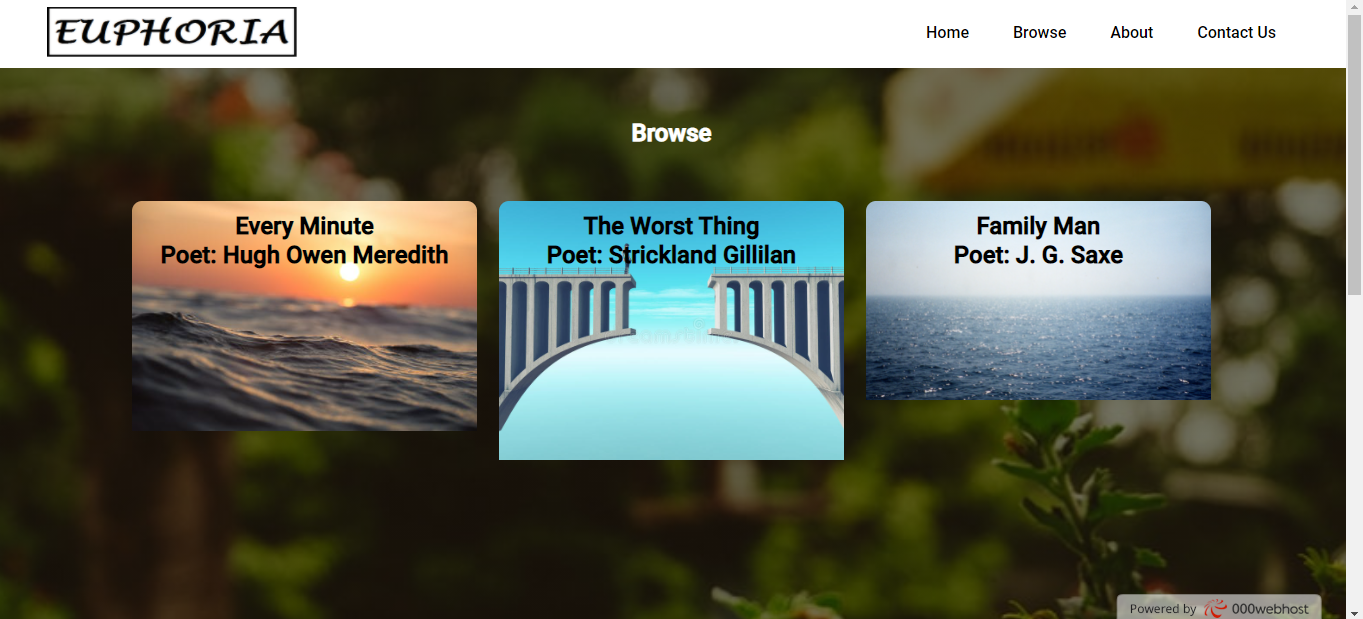 EUPHORIA
Home Browse About Contact Us
Browse
Every Minute
Poet: Hugh Owen Meredith
The Worst Thing
Poet: Strickland Gillilan
Family Man
Poet: J. G. Saxe
Powered by 000webhost